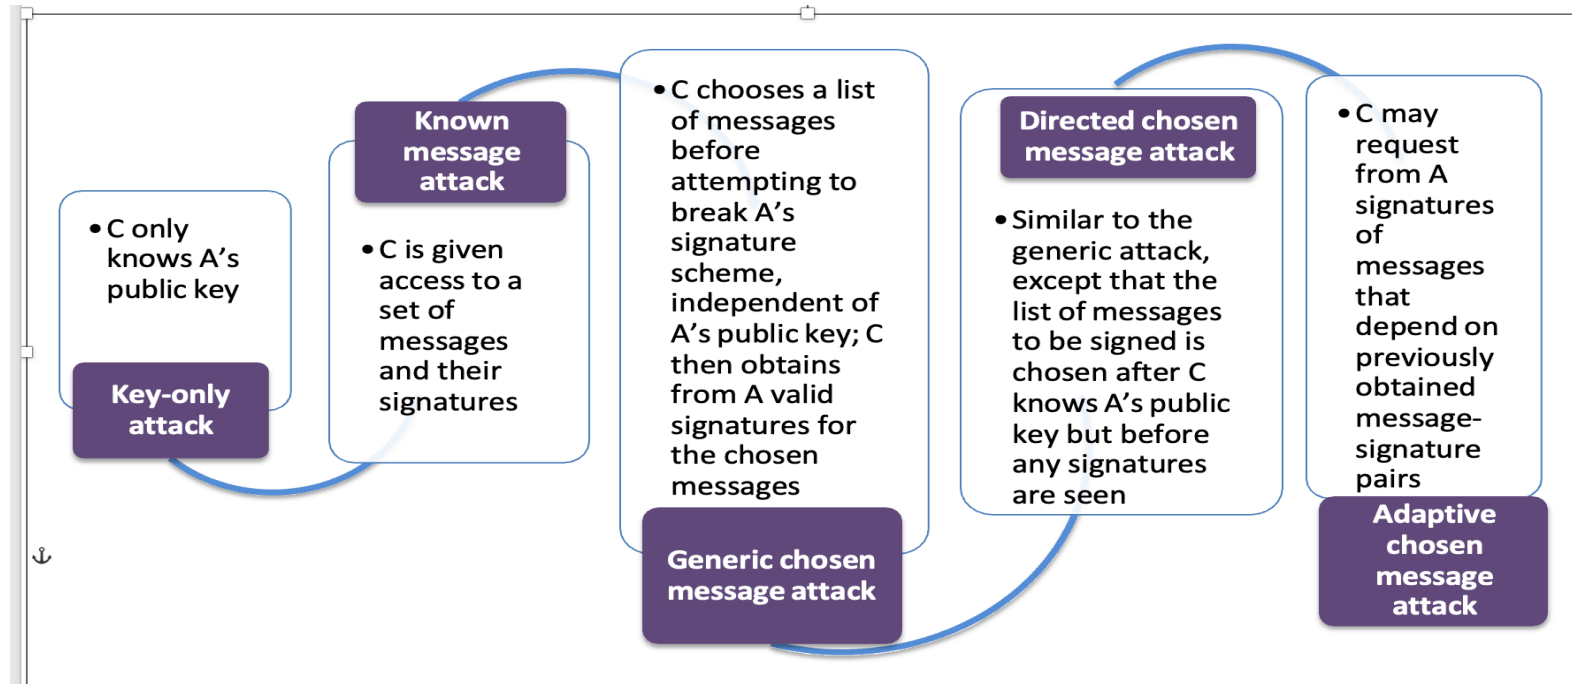 • C only
knows A’s
public key
Key-only
attack
Known
message
attack
• C is given
access to a
set of
messages
and their
signatures
• C chooses a list
of messages
before
attempting to
break A’s
signature
scheme,
independent of
A’s public key; C
then obtains
from A valid
signatures for
the chosen
messages
Generic chosen
message attack
Directed chosen
message attack
• Similar to the
generic attack,
except that the
list of messages
to be signed is
chosen after C
knows A’s public
key but before
any signatures
are seen
• C may
request
from A
signatures
of
messages
that
depend on
previously
obtained
message-
signature
pairs
Adaptive
chosen
message
attack